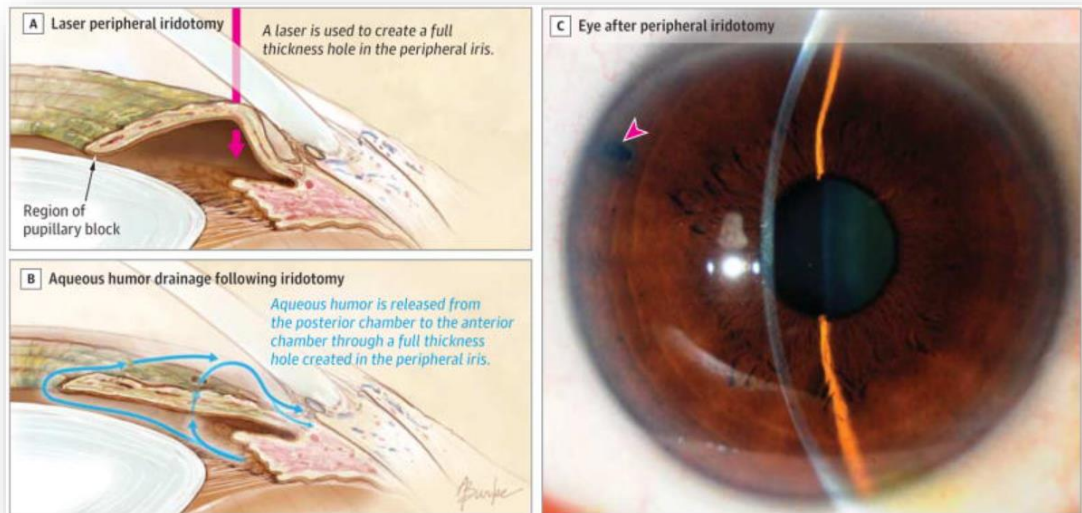 A Laser peripheral iridotomy
A laser is used to create a full
thickness hole in the peripheral iris.
Region of
pupillary block
B Aqueous humor drainage following iridotomy
Aqueous humor is released from
the posterior chamber to the anterior
chamber through a full thickness
hole created in the peripheral iris.
C Eye after peripheral iridotomy